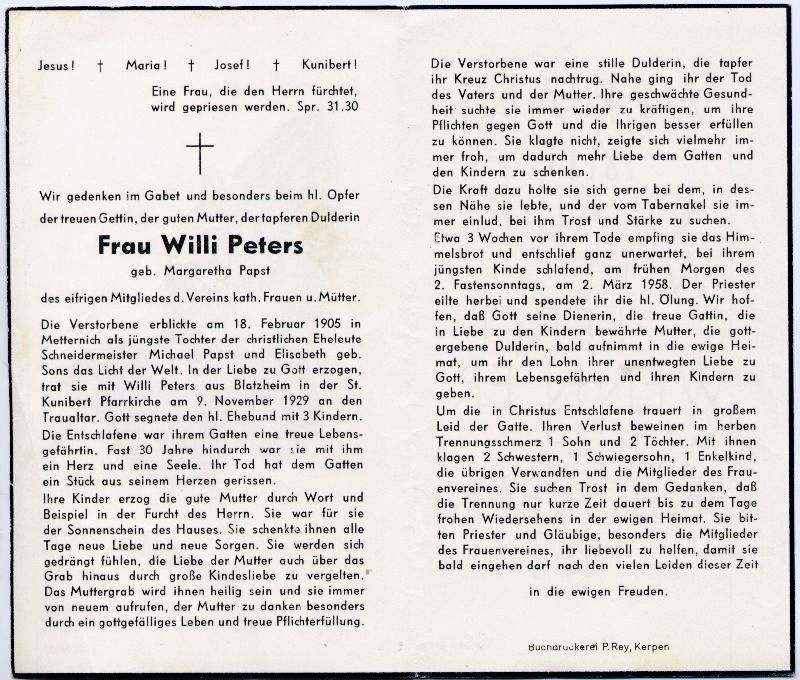 Jesus! † Maria! † Josef! † Kunibert!
Eine Frau, die den Herrn fürchtet,
wird gepriesen werden. Spr. 31.30
Wir gedenken im Gabet und besonders beim hl. Opfer
der treuen Gettin, der guten Mutter, der tapferen Dulderin
Frau Willi Peters
geb. Margaretha Papst
des eifrigen Mitgliedes d. Vereins kath. Frauen u. Mütter.
Die Verstorbene erblickte am 18. Februar 1905 in
Metternich als jüngste Tochter der christlichen Eheleute
Schneidermeister Michael Papst und Elisabeth geb.
Sons das Licht der Welt. In der Liebe zu Gott erzogen,
trat sie mit Willi Peters aus Blatzheim in der St.
Kunibert Pfarrkirche am 9. November 1929 an den
Traualtar. Gott segnete den hl. Ehebund mit 3 Kindern.
Die Entschlafene war ihrem Gatten eine treue Lebens-
gefährtin. Fast 30 Jahre hindurch war sie mit ihm
ein Herz und eine Seele. Ihr Tod hat dem Gatten
ein Stück aus seinem Herzen gerissen.
Ihre Kinder erzog die gute Mutter durch Wort und
Beispiel in der Furcht des Herrn. Sie war für sie
der Sonnenschein des Hauses. Sie schenkte ihnen alle
Tage neue Liebe und neue Sorgen. Sie werden sich
gedrängt fühlen, die Liebe der Mutter auch über das
Grab hinaus durch große Kindesliebe zu vergelten.
Das Muttergrab wird ihnen heilig sein und sie immer
von neuem aufrufen, der Mutter zu danken besonders
durch ein gottgefälliges Leben und treue Pflichterfüllung.
Die Verstorbene war eine stille Dulderin, die tapfer
ihr Kreuz Christus nachtrug. Nahe ging ihr der Tod
des Vaters und der Mutter. Ihre geschwächte Gesund-
heit suchte sie immer wieder zu kräftigen, um ihre
Pflichten gegen Gott und die Ihrigen besser erfüllen
zu können. Sie klagte nicht, zeigte sich vielmehr im-
mer froh, um dadurch mehr Liebe dem Gatten und
den Kindern zu schenken.
Die Kraft dazu holte sie sich gerne bei dem, in des-
sen Nähe sie lebte, und der vom Tabernakel sie im-
mer einlud, bei ihm Trost und Stärke zu suchen.
Etwa 3 Wochen vor ihrem Tode empfing sie das Him-
melsbrot und entschlief ganz unerwartet, bei ihrem
jüngsten Kinde schlafend, am frühen Morgen des
2. Fastensonntags, am 2. März 1958. Der Priester
eilte herbei und spendete ihr die hl. Ölung. Wir hof-
fen, daß Gott seine Dienerin, die treue Gattin, die
in Liebe zu den Kindern bewährte Mutter, die gott-
ergebene Dulderin, bald aufnimmt in die ewige Hei-
mat, um ihr den Lohn ihrer unentwegten Liebe zu
Gott, ihrem Lebensgefährten und ihren Kindern zu
geben.
Um die in Christus Entschlafene trauert in großem
Leid der Gatte. Ihren Verlust beweinen im herben
Trennungsschmerz 1 Sohn und 2 Töchter. Mit ihnen
klagen 2 Schwestern, 1 Schwiegersohn, 1 Enkelkind,
die übrigen Verwandten und die Mitglieder des Frau-
envereines. Sie suchen Trost in dem Gedanken, daß
die Trennung nur kurze Zeit dauert bis zu dem Tage
frohen Wiedersehens in der ewigen Heimat. Sie bit-
ten Priester und Gläubige, besonders die Mitglieder
des Frauenvereines, ihr liebevoll zu helfen, damit sie
bald eingehen darf nach den vielen Leiden dieser Zeit
in die ewigen Freuden.
Buchdruckerei P. Rey, Kerpen